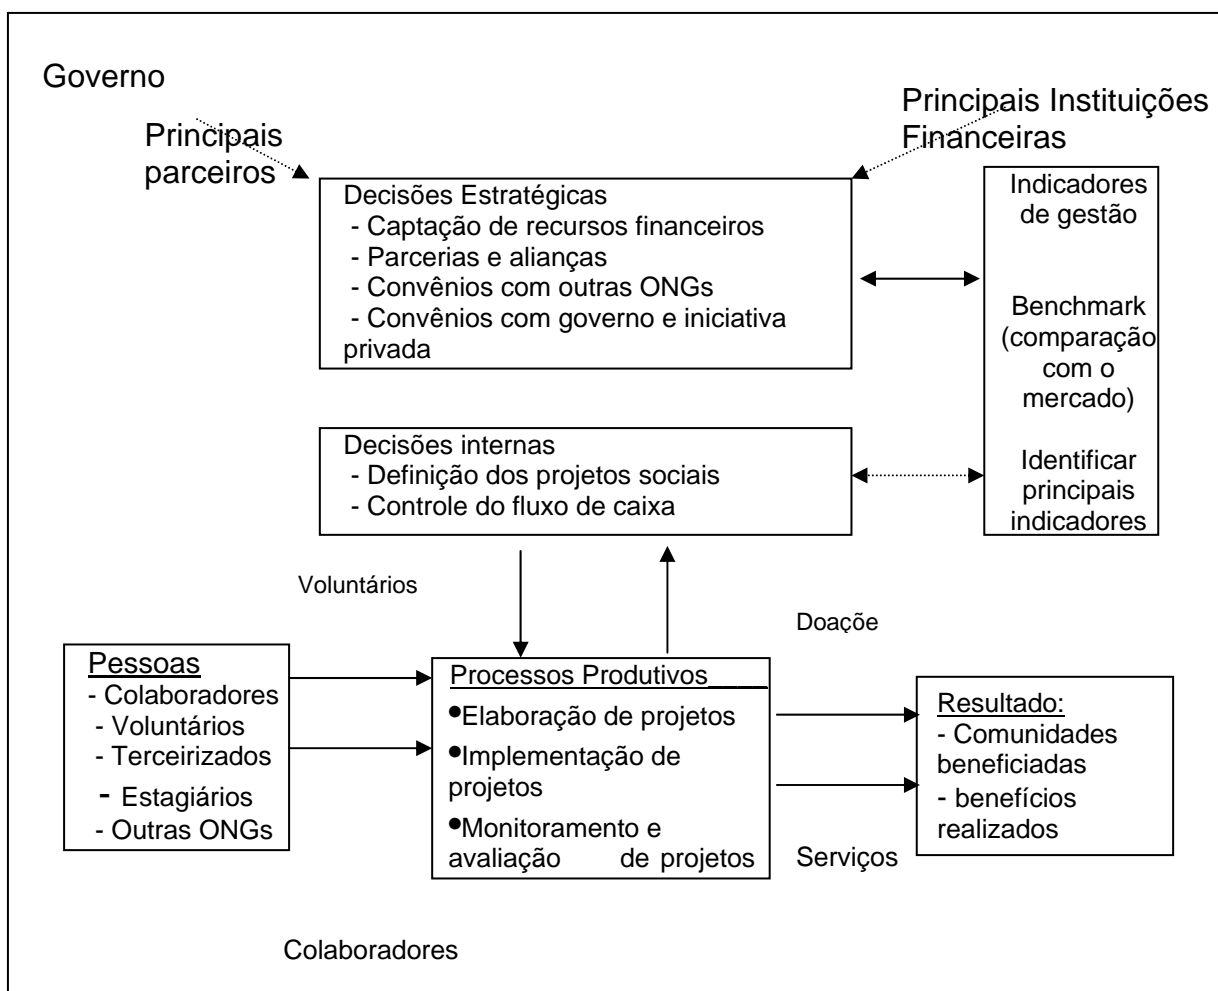 Governo
Principais
parceiros
Principais Instituições
Financeiras
Decisões Estratégicas
- Captação de recursos financeiros
- Parcerias e alianças
- Convênios com outras ONGs
- Convênios com governo e iniciativa
privada
Indicadores
de gestão
Benchmark
(comparação
com o
mercado)
Identificar
principais
indicadores
Decisões internas
- Definição dos projetos sociais
- Controle do fluxo de caixa
Voluntários
Doaçõe
Pessoas
- Colaboradores
- Voluntários
- Terceirizados
- Estagiários
- Outras ONGs
Processos Produtivos____
•Elaboração de projetos
•Implementação de
projetos
•Monitoramento e
avaliação de projetos
Resultado:
- Comunidades
beneficiadas
- benefícios
realizados
Serviços
Colaboradores